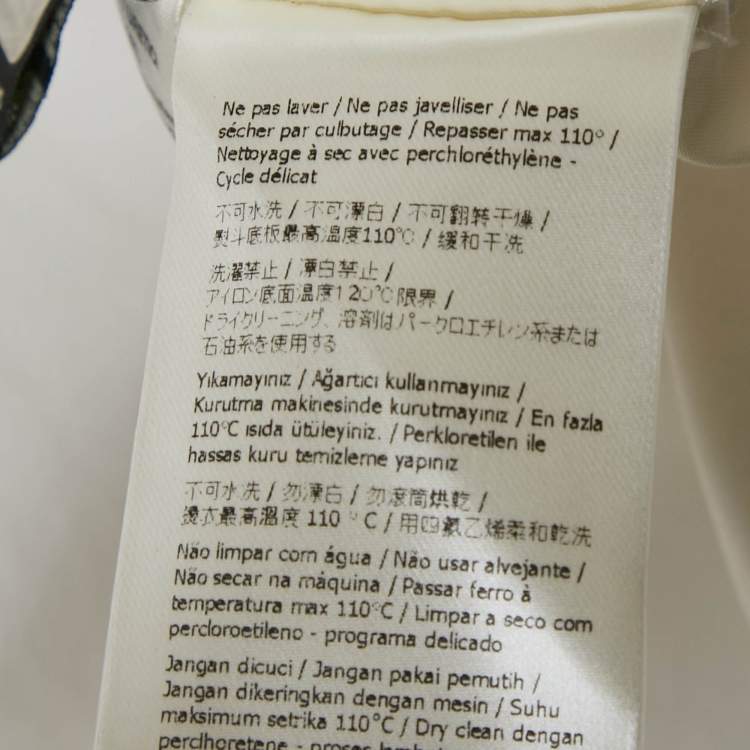 Ne pas laver / Ne pas javelliser / Ne pas
sécher par culbutage / Repasser max 110° /
Nettoyage à sec avec perchloréthylène -
Cycle délicat
不可水洗 / 不可漂白 / 不可翻转干燥 /
熨斗底板最高温度110°C / 缓和干洗
洗濯禁止 / 漂白禁止 /
アイロン底面温度120°C限界 /
ドライクリーニング、溶剤はパークロエチレン系または
石油系を使用する
Yıkamayınız / Ağartıcı kullanmayınız /
Kurutma makinesinde kurutmayınız / En fazla
110°C ısıda ütüleyiniz. / Perkloretilen ile
hassas kuru temizleme yapınız
不可水洗 / 勿漂白 / 勿滾筒烘乾 /
燙衣最高溫度 110 °C / 用四氯乙烯柔和乾洗
Não limpar com água / Não usar alvejante /
Não secar na máquina / Passar ferro à
temperatura max 110°C / Limpar a seco com
percloroetileno - programa delicado
Jangan dicuci / Jangan pakai pemutih /
Jangan dikeringkan dengan mesin / Suhu
maksimum setrika 110°C / Dry clean dengan
perclhoretene - proses